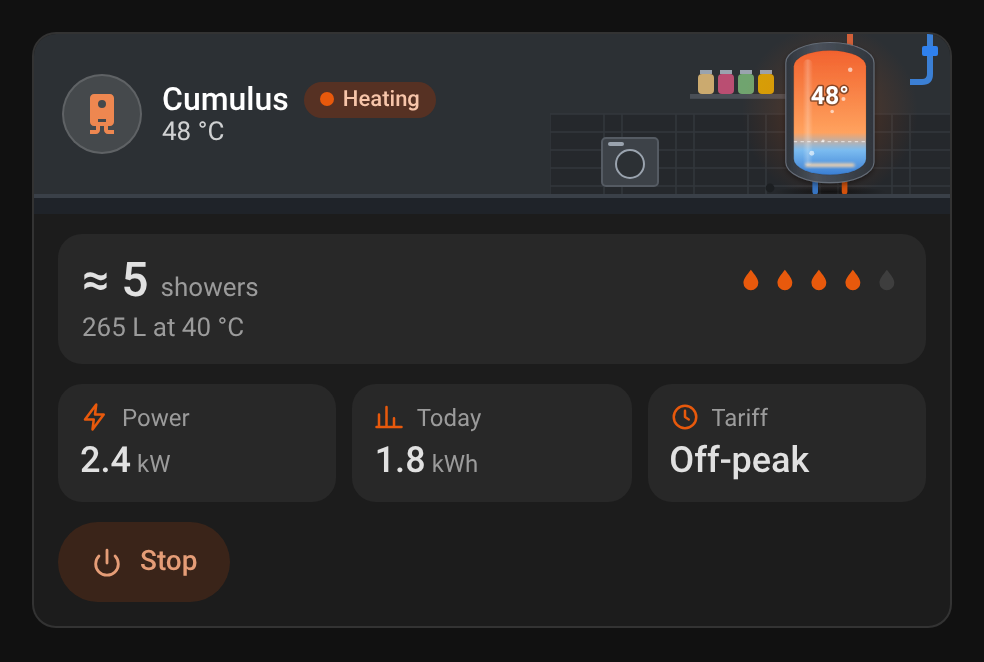 Cumulus
Heating
48 °C
48°
≈ 5 showers
265 L at 40 °C
Power
2.4 kW
Today
1.8 kWh
Tariff
Off-peak
Stop